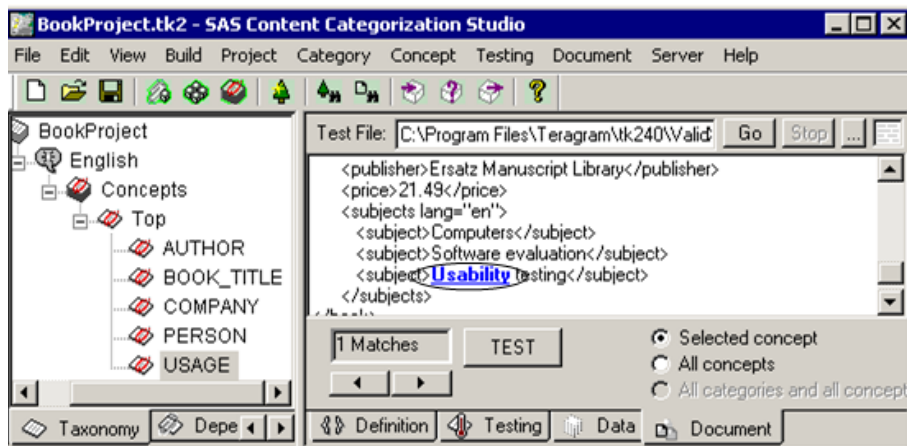 BookProject.tk2 - SAS Content Categorization Studio
File Edit View Build Project Category Concept Testing Document Server Help
BookProject
English
Concepts
Top
AUTHOR
BOOK_TITLE
COMPANY
PERSON
USAGE
Taxonomy Depe
Test File: C:\Program Files\Teragram\tk240\Valid Go Stop ...
<publisher>Ersatz Manuscript Library</publisher>
<price>21.49</price>
<subjects lang="en">
<subject>Computers</subject>
<subject>Software evaluation</subject>
<subject>Usability testing</subject>
</subjects>
1 Matches TEST
Selected concept
All concepts
All categories and all concept
Definition Testing Data Document